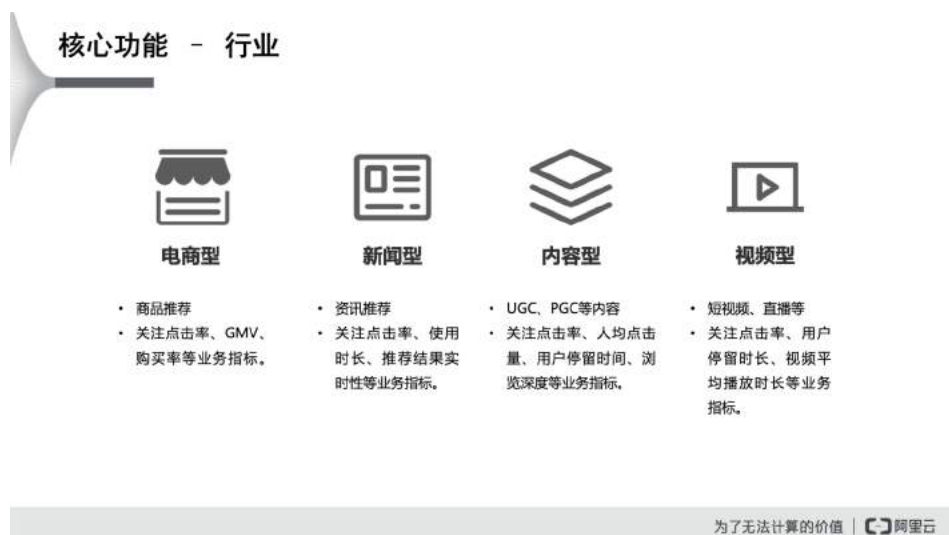 核心功能 - 行业
电商型
• 商品推荐
• 关注点击率、GMV、
购买率等业务指标。
新闻型
• 资讯推荐
• 关注点击率、使用
时长、推荐结果实
时性等业务指标。
内容型
• UGC、PGC等内容
• 关注点击率、人均点击
量、用户停留时间、浏
览深度等业务指标。
视频型
• 短视频、直播等
• 关注点击率、用户
停留时长、视频平
均播放时长等业务
指标。
为了无法计算的价值 | 阿里云